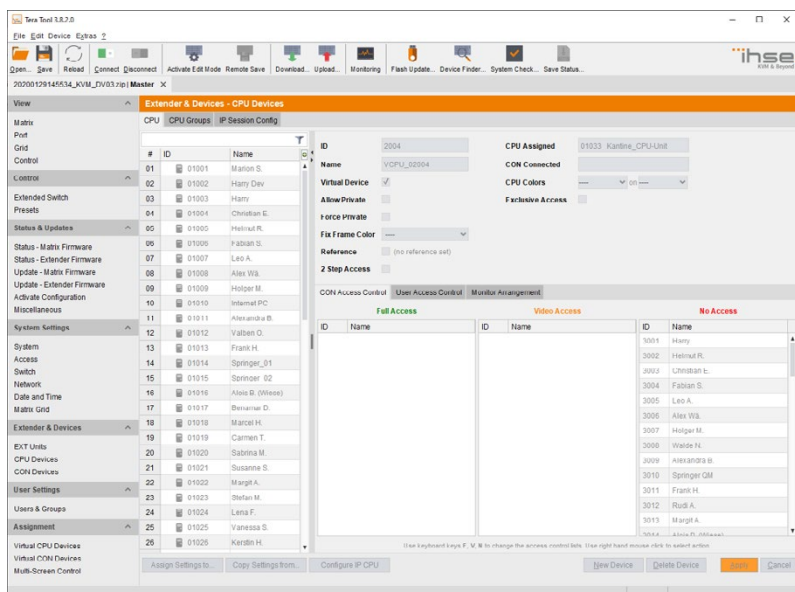 Tera Tool 3.8.2.0
File Edit Device Extras ?
Open... Save Reload Connect Disconnect Activate Edit Mode Remote Save Download... Upload... Monitoring Flash Update... Device Finder... System Check... Save Status...
ihse
KVM & Beyond
20200129145534_KVM_DV03.zip | Master ×
View
Matrix
Port
Grid
Control
Control
Extended Switch
Presets
Status & Updates
Status - Matrix Firmware
Status - Extender Firmware
Update - Matrix Firmware
Update - Extender Firmware
Activate Configuration
Miscellaneous
System Settings
System
Access
Switch
Network
Date and Time
Matrix Grid
Extender & Devices
EXT Units
CPU Devices
CON Devices
User Settings
Users & Groups
Assignment
Virtual CPU Devices
Virtual CON Devices
Multi-Screen Control
Extender & Devices - CPU Devices
CPU CPU Groups IP Session Config
# ID Name
01 01001 Marion S.
02 01002 Harry Dev
03 01003 Harry
04 01004 Christian E.
05 01005 Helmut R.
06 01006 Fabian S.
07 01007 Leo A.
08 01008 Alex Wä.
09 01009 Holger M.
10 01010 Internet PC
11 01011 Alexandra B.
12 01012 Valben O.
13 01013 Frank H.
14 01014 Springer_01
15 01015 Springer_02
16 01016 Alois B. (Wiese)
17 01017 Benamar D.
18 01018 Marcel H.
19 01019 Carmen T.
20 01020 Sabrina M.
21 01021 Susanne S.
22 01022 Margit A.
23 01023 Stefan M.
24 01024 Lena F.
25 01025 Vanessa S.
26 01026 Kerstin H.
ID 2004
Name VCPU_02004
Virtual Device
Allow Private
Force Private
Fix Frame Color
Reference (no reference set)
2 Step Access
CPU Assigned 01033 Kantine_CPU-Unit
CON Connected
CPU Colors on
Exclusive Access
CON Access Control User Access Control Monitor Arrangement
Full Access Video Access No Access
ID Name ID Name ID Name
3001 Harry
3002 Helmut R.
3003 Christian E.
3004 Fabian S.
3005 Leo A.
3006 Alex Wä.
3007 Holger M.
3008 Walde N.
3009 Alexandra B.
3010 Springer QM
3011 Frank H.
3012 Rudi A.
3013 Margit A.
3014 Alois D. (Wiese)
Use keyboard keys F, V, N to change the access control lists. Use right hand mouse click to select action.
Assign Settings to... Copy Settings from... Configure IP CPU New Device Delete Device Apply Cancel